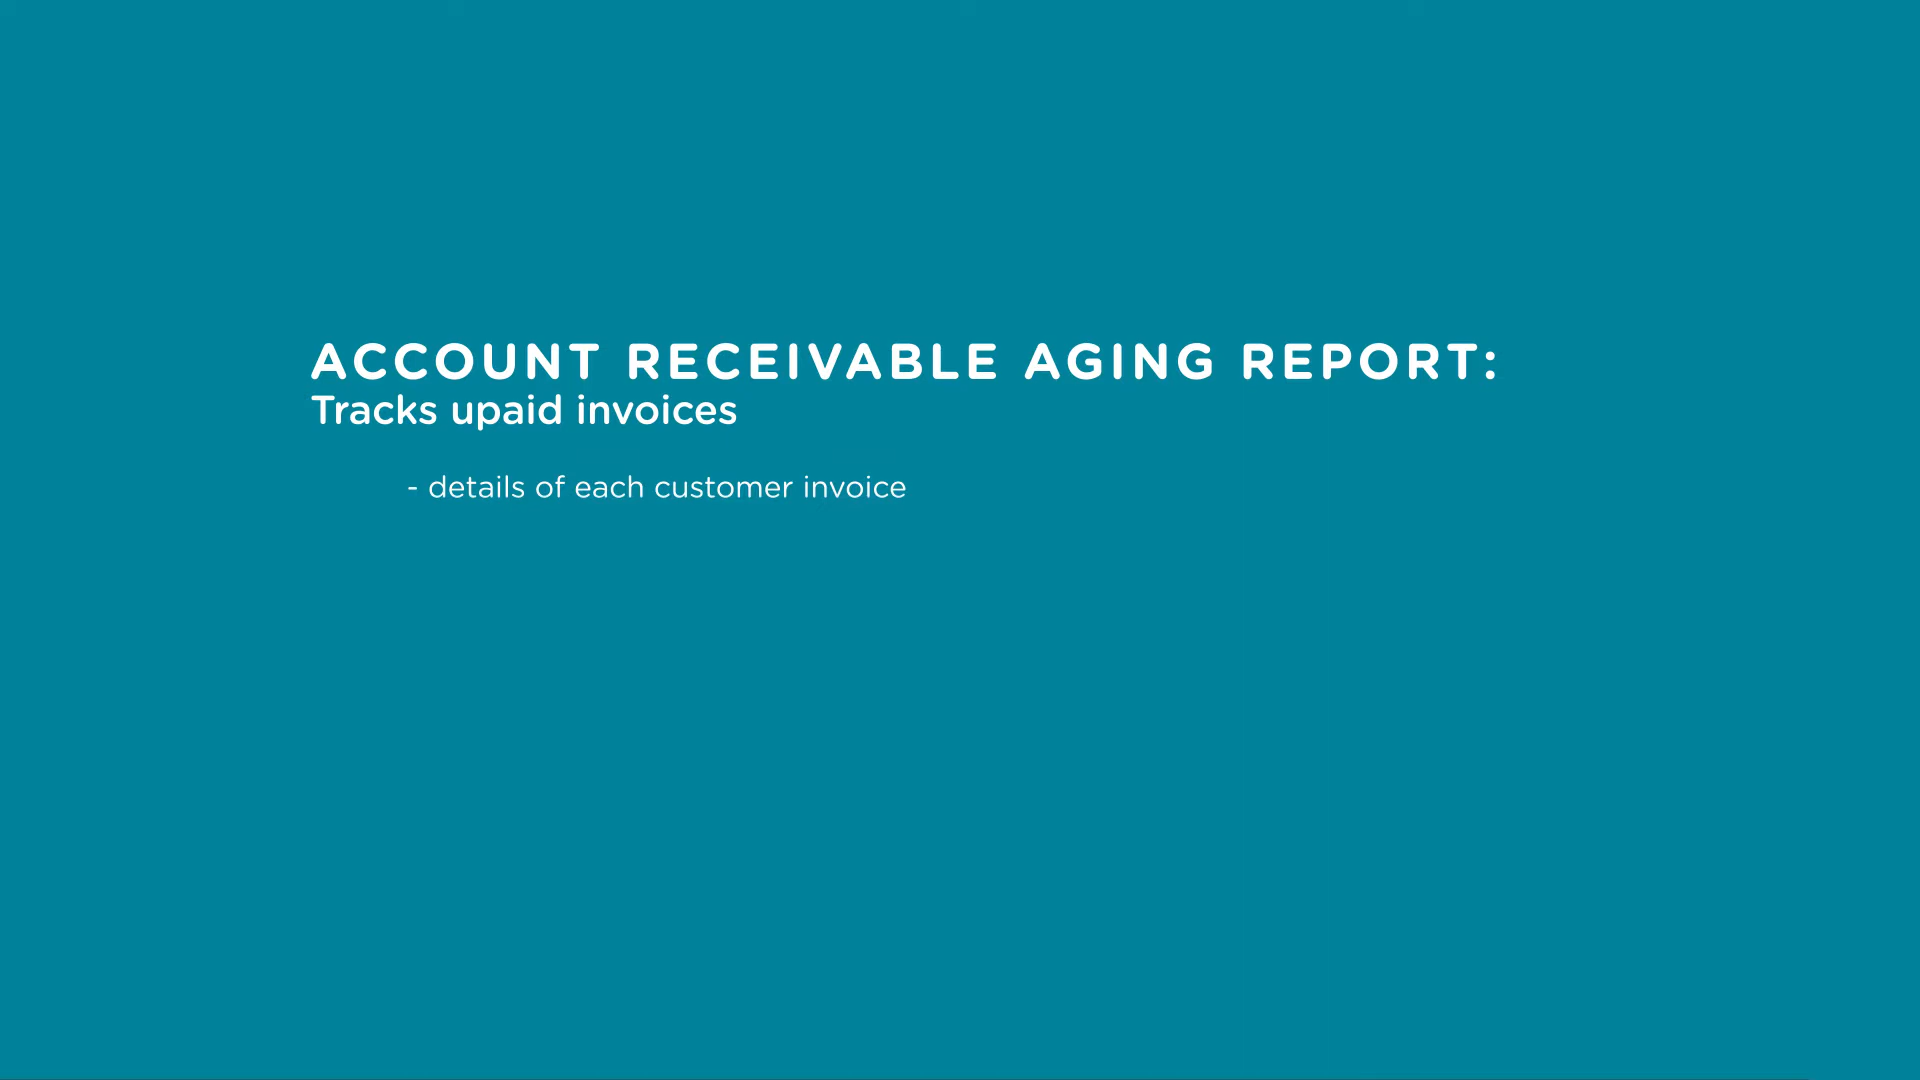 ACCOUNT RECEIVABLE AGING REPORT:
Tracks upaid invoices
- details of each customer invoice